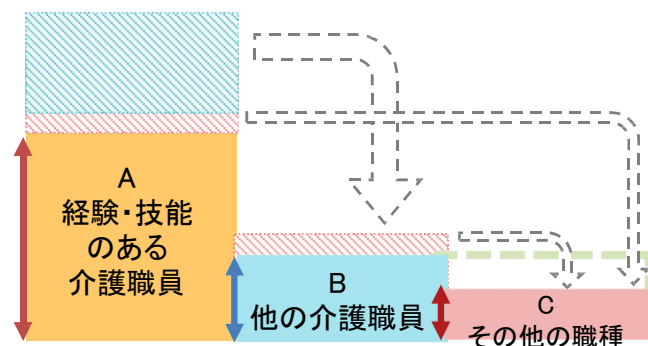 A
経験・技能
のある
介護職員
B
他の介護職員
C
その他の職種